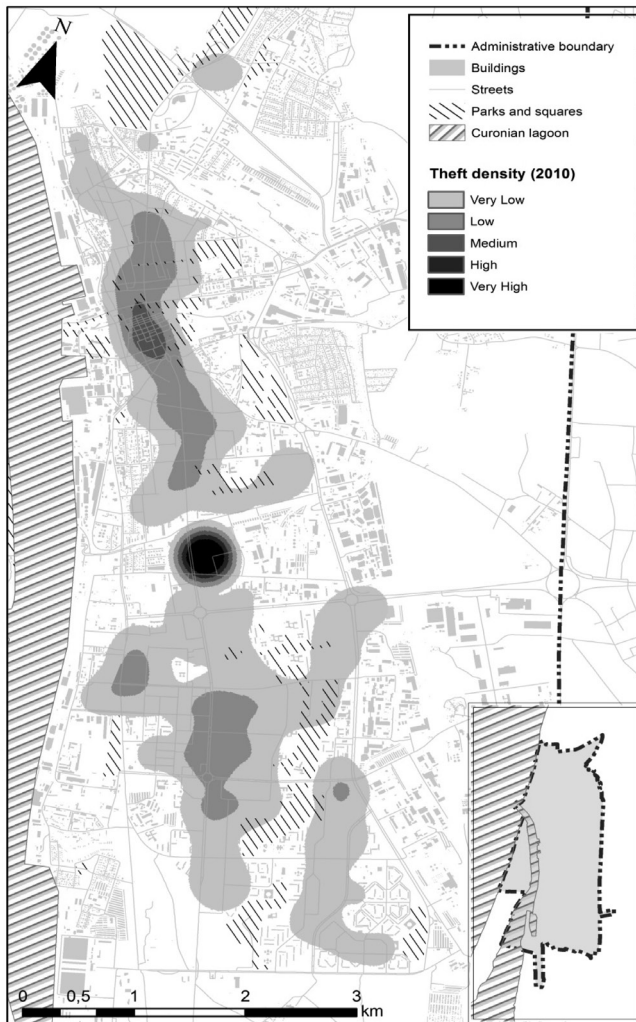 N
Administrative boundary
Buildings
Streets
Parks and squares
Curonian lagoon
Theft density (2010)
Very Low
Low
Medium
High
Very High
0 0,5 1 2 3
km